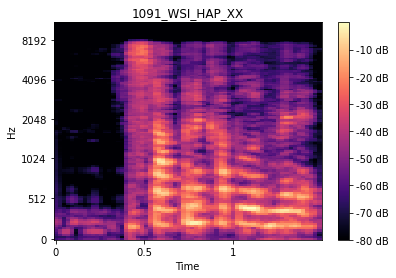 1091_WSI_HAP_XX
8192
4096
2048
1024
512
0
Hz
0
0.5
1
Time
-10 dB
-20 dB
-30 dB
-40 dB
-50 dB
-60 dB
-70 dB
-80 dB